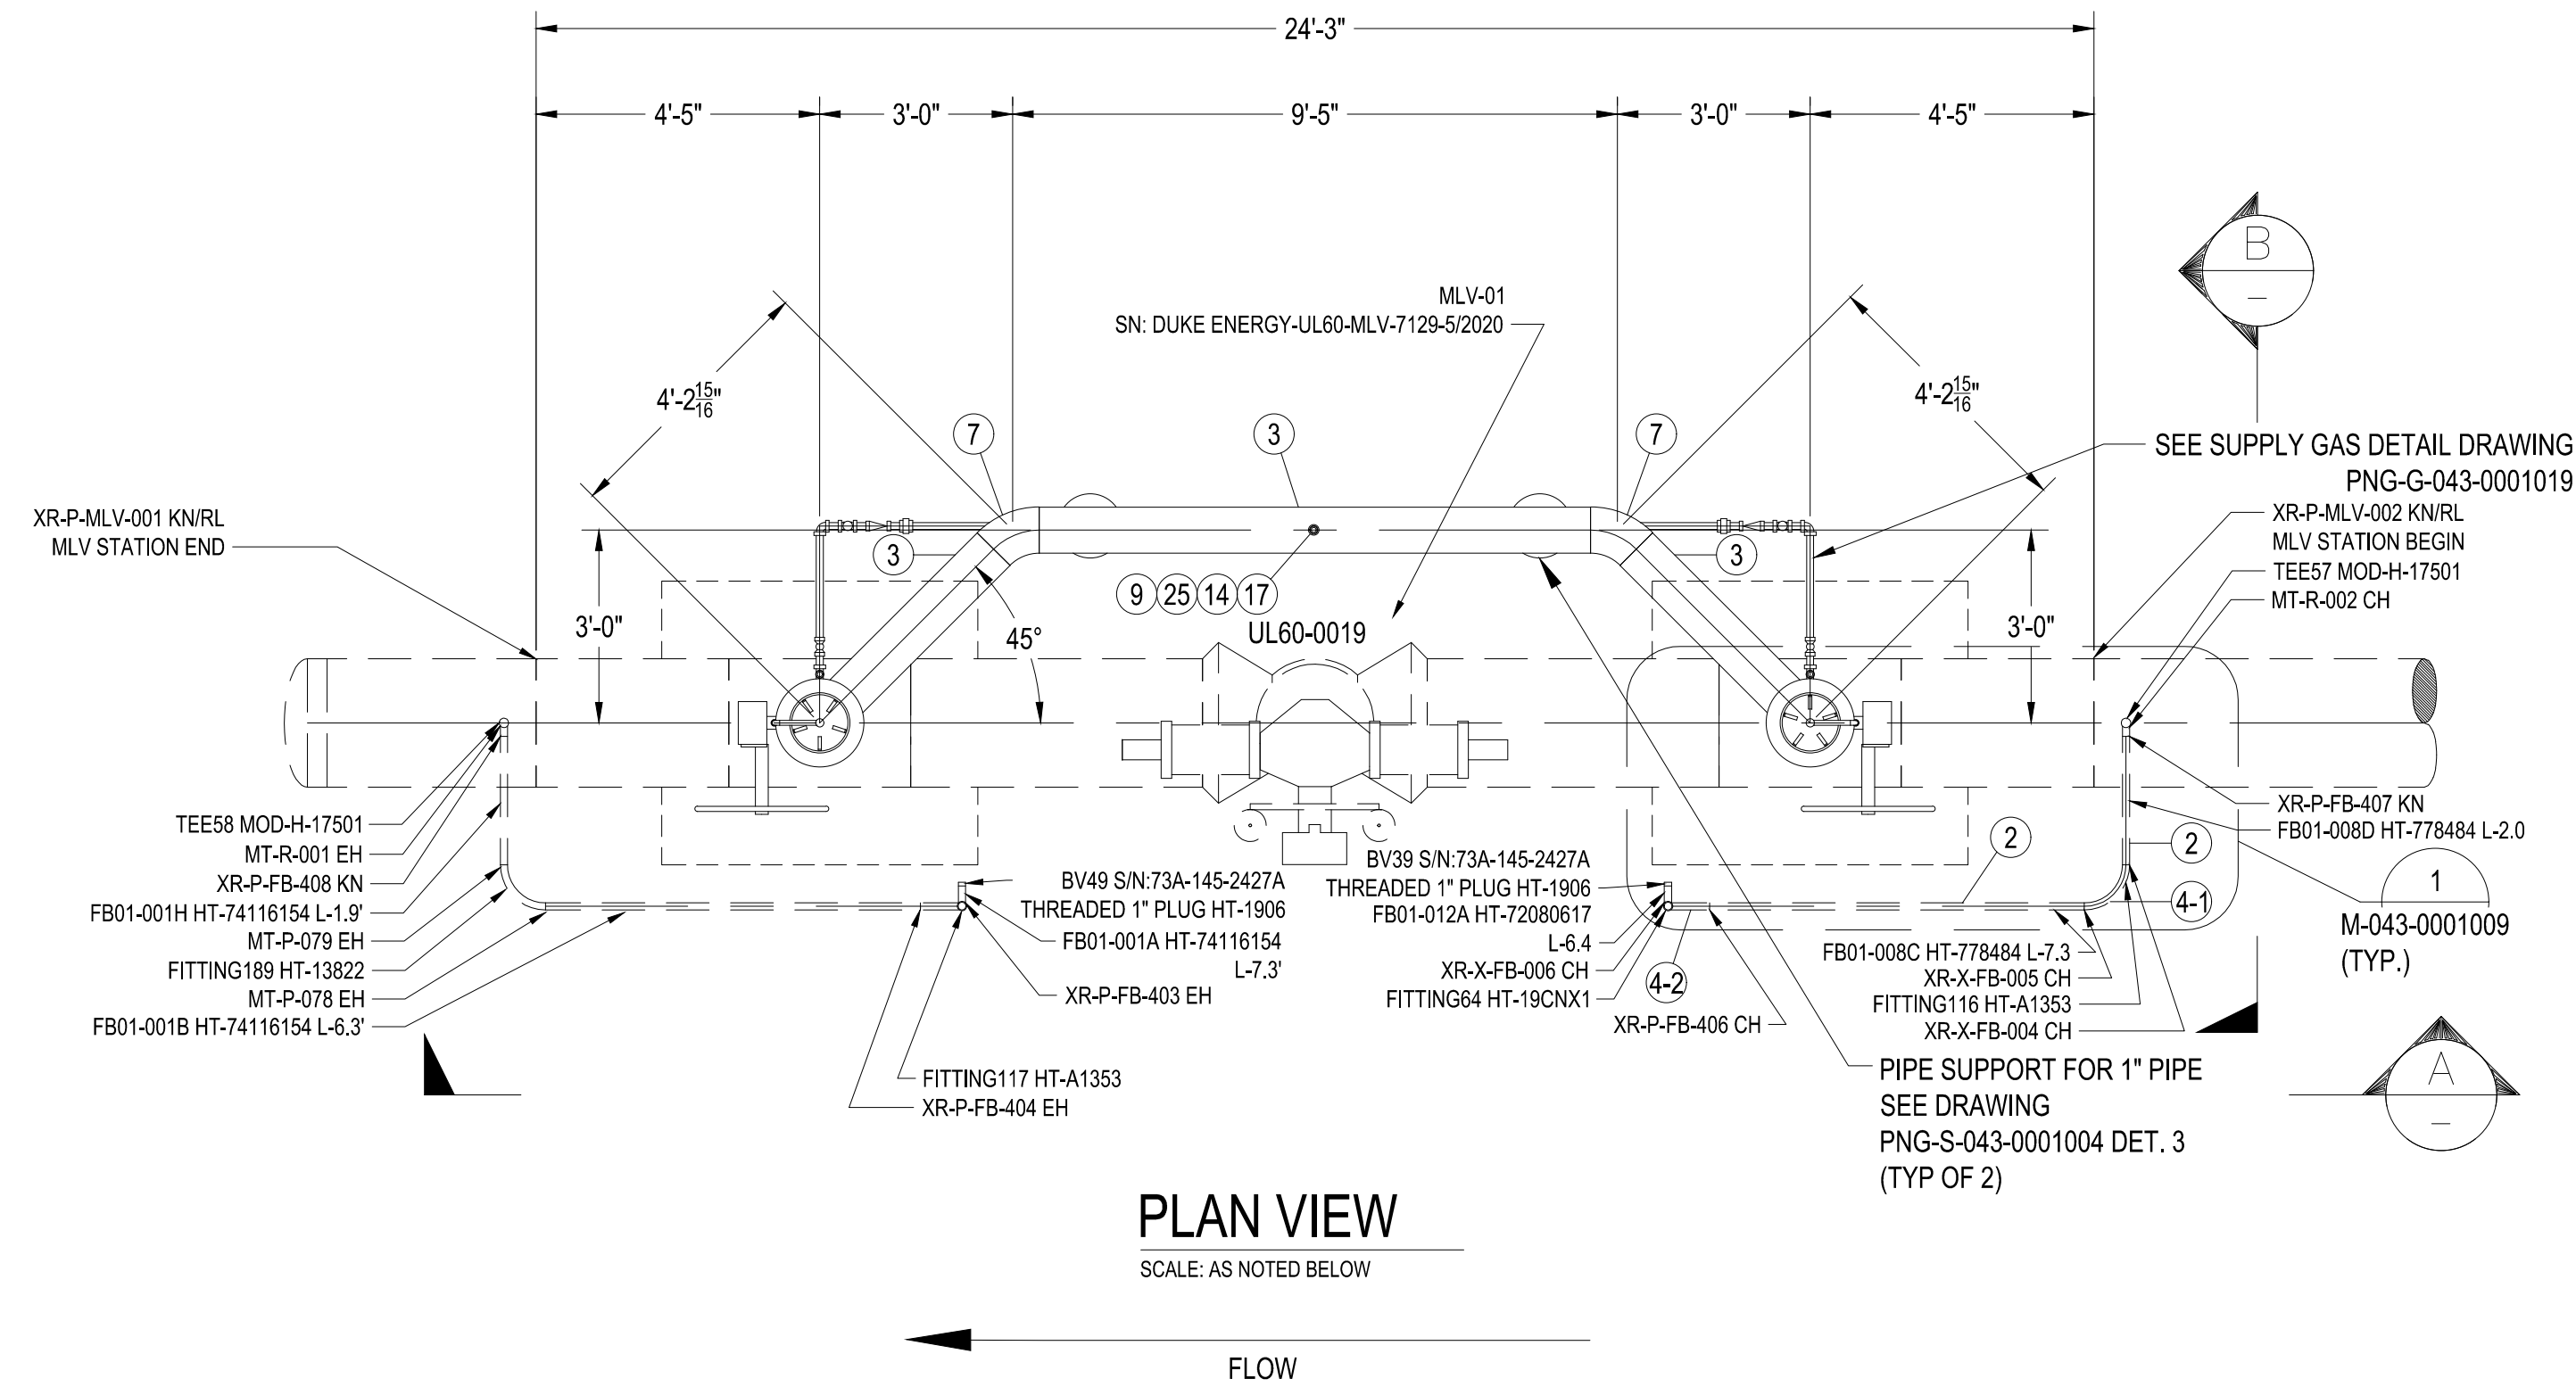 24'-3"
4'-5"
3'-0"
9'-5"
3'-0"
4'-5"
B
–
MLV-01
SN: DUKE ENERGY-UL60-MLV-7129-5/2020
4'-2 15/16"
4'-2 15/16"
7
3
7
SEE SUPPLY GAS DETAIL DRAWING
PNG-G-043-0001019
XR-P-MLV-001 KN/RL
MLV STATION END
XR-P-MLV-002 KN/RL
MLV STATION BEGIN
TEE57 MOD-H-17501
MT-R-002 CH
3
3
9
25
14
17
3'-0"
45°
UL60-0019
3'-0"
TEE58 MOD-H-17501
MT-R-001 EH
XR-P-FB-408 KN
FB01-001H HT-74116154 L-1.9'
MT-P-079 EH
FITTING189 HT-13822
MT-P-078 EH
FB01-001B HT-74116154 L-6.3'
BV49 S/N:73A-145-2427A
THREADED 1" PLUG HT-1906
FB01-001A HT-74116154
L-7.3'
XR-P-FB-403 EH
FITTING117 HT-A1353
XR-P-FB-404 EH
BV39 S/N:73A-145-2427A
THREADED 1" PLUG HT-1906
FB01-012A HT-72080617
L-6.4
XR-X-FB-006 CH
FITTING64 HT-19CNX1
4-2
XR-P-FB-406 CH
2
XR-P-FB-407 KN
FB01-008D HT-778484 L-2.0
2
4-1
1
M-043-0001009
(TYP.)
FB01-008C HT-778484 L-7.3
XR-X-FB-005 CH
FITTING116 HT-A1353
XR-X-FB-004 CH
PIPE SUPPORT FOR 1" PIPE
SEE DRAWING
PNG-S-043-0001004 DET. 3
(TYP OF 2)
A
–
PLAN VIEW
SCALE: AS NOTED BELOW
FLOW